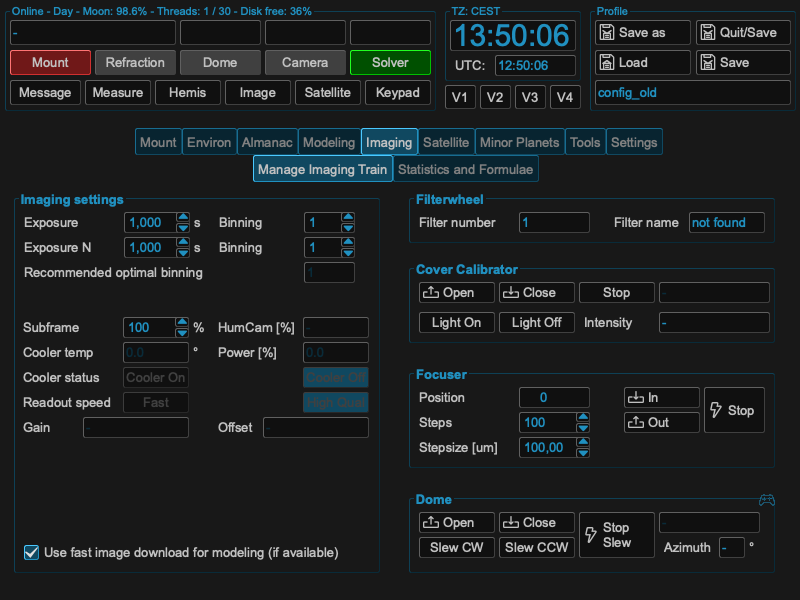 Online - Day - Moon: 98.6% - Threads: 1 / 30 - Disk free: 36%
-
Mount Refraction Dome Camera Solver
Message Measure Hemis Image Satellite Keypad
TZ: CEST
13:50:06
UTC: 12:50:06
V1 V2 V3 V4
Profile
Save as Quit/Save
Load Save
config_old
Mount Environ Almanac Modeling Imaging Satellite Minor Planets Tools Settings
Manage Imaging Train Statistics and Formulae
Imaging settings
Exposure 1,000 s Binning 1
Exposure N 1,000 s Binning 1
Recommended optimal binning 1
Subframe 100 % HumCam [%] -
Cooler temp 0.0 ° Power [%] 0.0
Cooler status Cooler On Cooler Off
Readout speed Fast High Qual
Gain - Offset -
Use fast image download for modeling (if available)
Filterwheel
Filter number 1 Filter name not found
Cover Calibrator
Open Close Stop -
Light On Light Off Intensity -
Focuser
Position 0 In
Steps 100 Out Stop
Stepsize [um] 100,00
Dome
Open Close Stop Slew -
Slew CW Slew CCW Azimuth - °